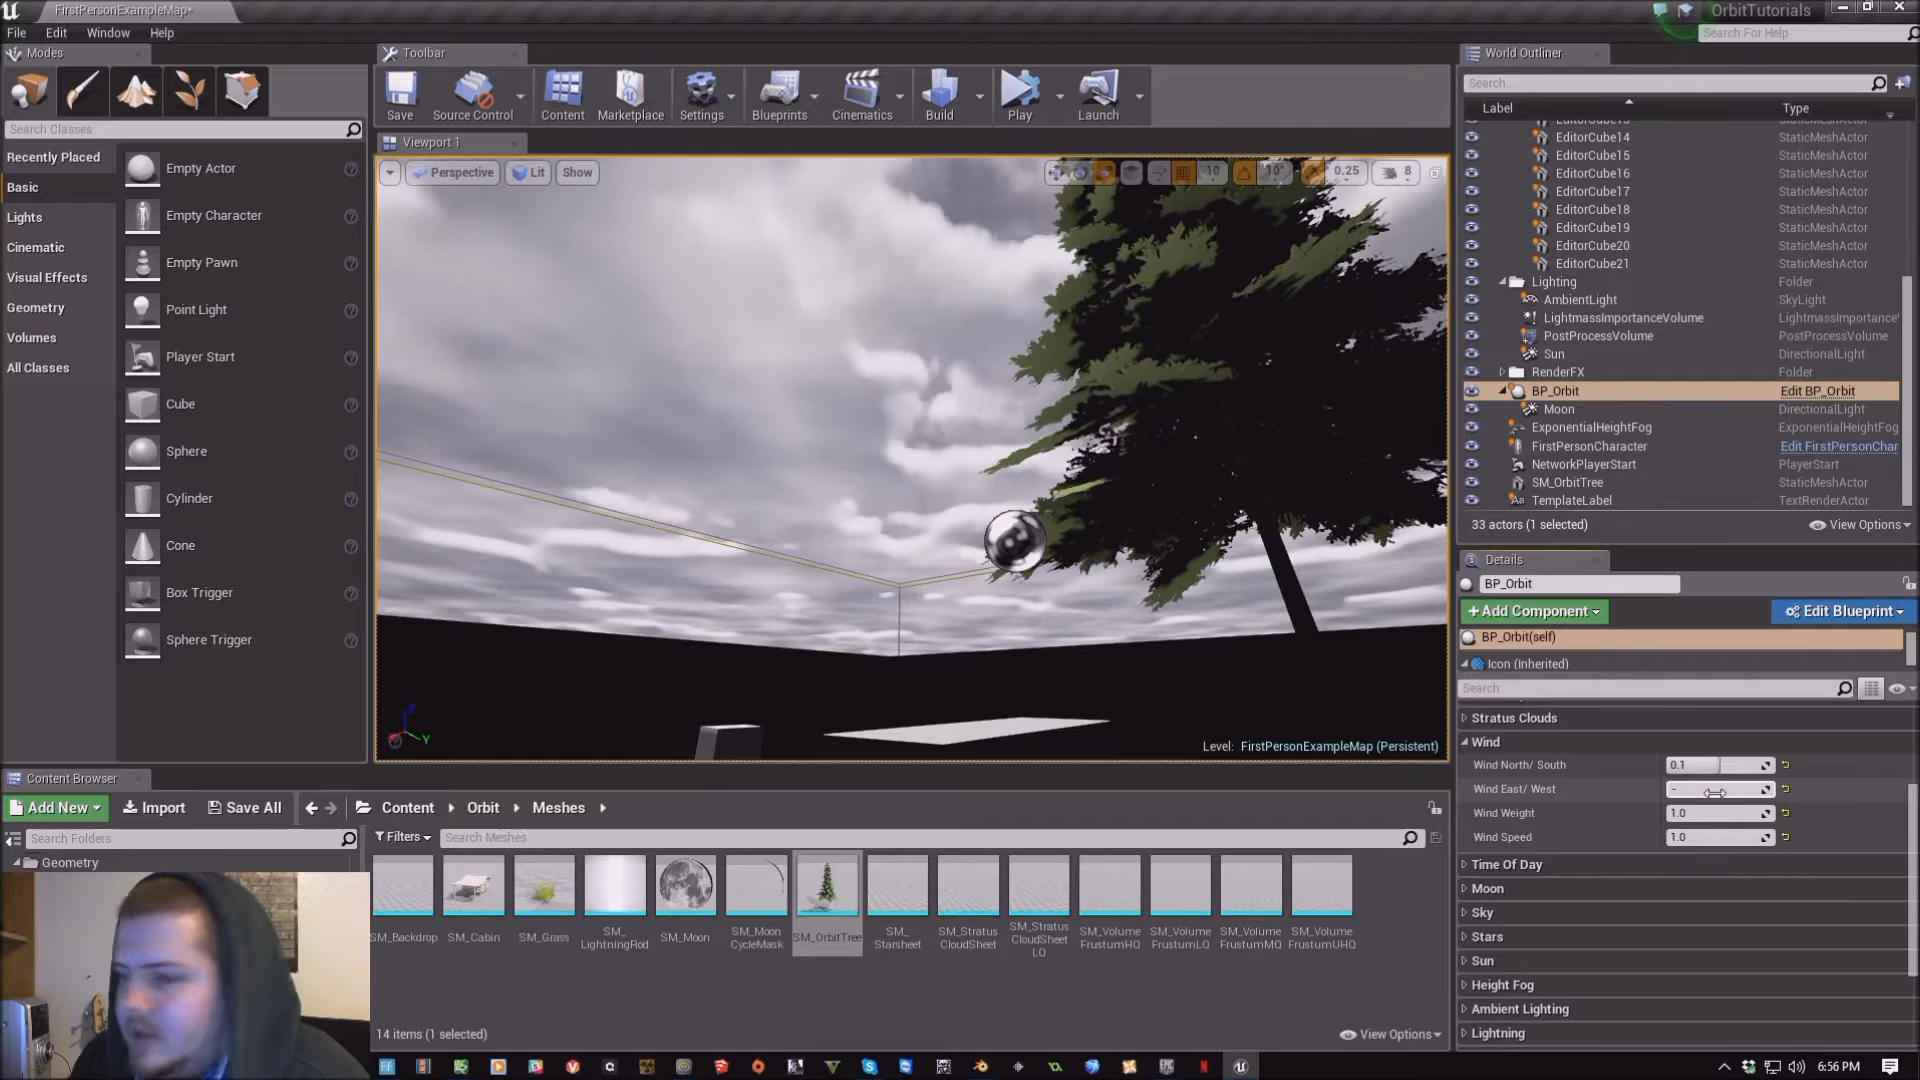 FirstPersonExampleMap*
OrbitTutorials
File Edit Window Help
Search For Help
Modes
Toolbar
World Outliner
Search...
Save
Source Control
Content
Marketplace
Settings
Blueprints
Cinematics
Build
Play
Launch
Label
Type
Search Classes
Viewport 1
Perspective
Lit
Show
10
10°
0.25
8
Recently Placed
Basic
Lights
Cinematic
Visual Effects
Geometry
Volumes
All Classes
Empty Actor
Empty Character
Empty Pawn
Point Light
Player Start
Cube
Sphere
Cylinder
Cone
Box Trigger
Sphere Trigger
EditorCube14 StaticMeshActor
EditorCube15 StaticMeshActor
EditorCube16 StaticMeshActor
EditorCube17 StaticMeshActor
EditorCube18 StaticMeshActor
EditorCube19 StaticMeshActor
EditorCube20 StaticMeshActor
EditorCube21 StaticMeshActor
Lighting Folder
AmbientLight SkyLight
LightmassImportanceVolume LightmassImportanceV
PostProcessVolume PostProcessVolume
Sun DirectionalLight
RenderFX Folder
BP_Orbit Edit BP_Orbit
Moon DirectionalLight
ExponentialHeightFog ExponentialHeightFog
FirstPersonCharacter Edit FirstPersonChar
NetworkPlayerStart PlayerStart
SM_OrbitTree StaticMeshActor
TemplateLabel TextRenderActor
33 actors (1 selected)
View Options
Details
BP_Orbit
+Add Component
Edit Blueprint
BP_Orbit(self)
Icon (Inherited)
Search
Stratus Clouds
Wind
Wind North/ South 0.1
Wind East/ West -
Wind Weight 1.0
Wind Speed 1.0
Time Of Day
Moon
Sky
Stars
Sun
Height Fog
Ambient Lighting
Lightning
Z
Y
Level: FirstPersonExampleMap (Persistent)
Content Browser
Add New
Import
Save All
Content
Orbit
Meshes
Search Folders
Filters
Search Meshes
Geometry
SM_Backdrop
SM_Cabin
SM_Grass
SM_
LightningRod
SM_Moon
SM_Moon
CycleMask
SM_OrbitTree
SM_
Starsheet
SM_Stratus
CloudSheet
SM_Stratus
CloudSheet
LQ
SM_Volume
FrustumHQ
SM_Volume
FrustumLQ
SM_Volume
FrustumMQ
SM_Volume
FrustumUHQ
14 items (1 selected)
View Options
6:56 PM